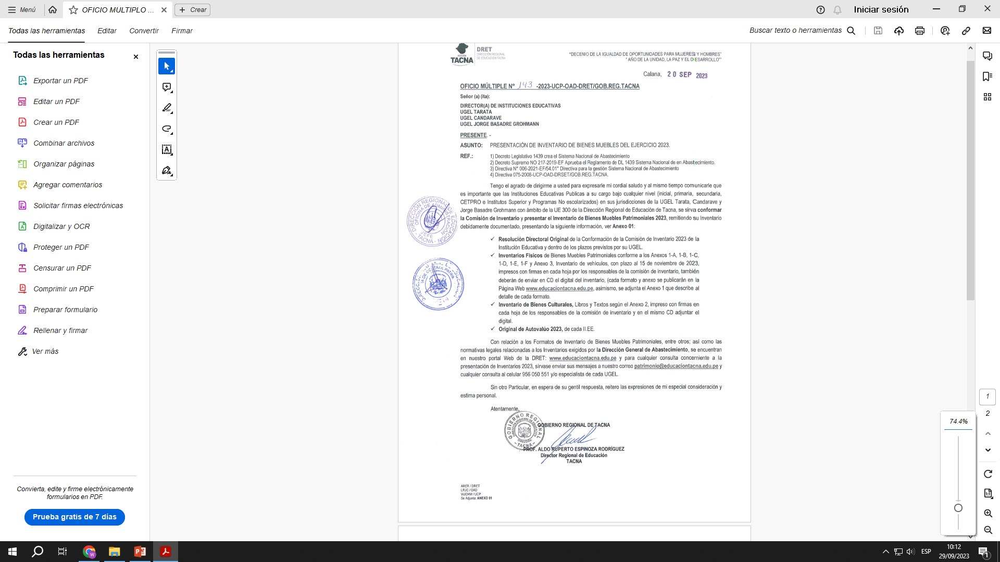 Menú
OFICIO MULTIPLO ...
Crear
Iniciar sesión
Todas las herramientas
Editar
Convertir
Firmar
Buscar texto o herramientas
Todas las herramientas
Exportar un PDF
Editar un PDF
Crear un PDF
Combinar archivos
Organizar páginas
Agregar comentarios
Solicitar firmas electrónicas
Digitalizar y OCR
Proteger un PDF
Censurar un PDF
Comprimir un PDF
Preparar formulario
Rellenar y firmar
Ver más
Convierta, edite y firme electrónicamente
formularios en PDF.
Prueba gratis de 7 días
REGIÓN
TACNA
DRET
DIRECCIÓN REGIONAL
DE EDUCACIÓN TACNA
"DECENIO DE LA IGUALDAD DE OPORTUNIDADES PARA MUJERES Y HOMBRES"
" AÑO DE LA UNIDAD, LA PAZ Y EL DESARROLLO""
Calana, 20 SEP 2023
OFICIO MÚLTIPLE N° 143 -2023-UCP-OAD-DRET/GOB.REG.TACNA
Señor (a) (ita):
DIRECTOR(A) DE INSTITUCIONES EDUCATIVAS
UGEL TARATA
UGEL CANDARAVE
UGEL JORGE BASADRE GROHMANN
PRESENTE. -
ASUNTO: PRESENTACIÓN DE INVENTARIO DE BIENES MUEBLES DEL EJERCICIO 2023.
REF.: 1) Decreto Legislativo 1439 crea el Sistema Nacional de Abastecimiento
2) Decreto Supremo NO 217-2019-EF Aprueba el Reglamento de DL 1439 Sistema Nacional de en Abastecimiento.
3) Directiva N° 006-2021-EF/54.01" Directiva para la gestión Sistema Nacional de Abastecimiento
4) Directiva 075-2008-UCP-OAD-DRSET/GOB.REG.TACNA.
Tengo el agrado de dirigirme a usted para expresarle mi cordial saludo y al mismo tiempo comunicarle que
es importante que las Instituciones Educativas Publicas a su cargo bajo cualquier nivel (inicial, primaria, secundaria,
CETPRO e Institutos Superior y Programas No escolarizados) en sus jurisdicciones de la UGEL Tarata, Candarave y
Jorge Basadre Grohmann con ámbito de la UE 300 de la Dirección Regional de Educación de Tacna, se sirva conformar
la Comisión de Inventario y presentar el Inventario de Bienes Muebles Patrimoniales 2023, remitiendo su Inventario
debidamente documentado, presentando la siguiente información, ver Anexo 01:
✓ Resolución Directoral Original de la Conformación de la Comisión de Inventario 2023 de la
Institución Educativa y dentro de los plazos previstos por su UGEL.
✓ Inventarios Físicos de Bienes Muebles Patrimoniales conforme a los Anexos 1-A, 1-B, 1-C,
1-D, 1-E, 1-F y Anexo 3, Inventario de vehículos, con plazo al 15 de noviembre de 2023,
impresos con firmas en cada hoja por los responsables de la comisión de inventario, también
deberán de enviar en CD el digital del inventario, (cada formato y anexo se publicarán en la
Página Web www.educaciontacna.edu.pe, asimismo, se adjunta el Anexo 1 que describe al
detalle de cada formato.
✓ Inventario de Bienes Culturales, Libros y Textos según el Anexo 2, impreso con firmas en
cada hoja de los responsables de la comisión de inventario y en el mismo CD adjuntar el
digital.
✓ Original de Autovalúo 2023, de cada II.EE.
Con relación a los Formatos de Inventario de Bienes Muebles Patrimoniales, entre otros; así como las
normativas legales relacionadas a los Inventarios exigidos por la Dirección General de Abastecimiento, se encuentran
en nuestro portal Web de la DRET: www.educaciontacna.edu.pe y para cualquier consulta concerniente a la
presentación de Inventarios 2023, sírvase enviar sus mensajes a nuestro correo patrimonio@educaciontacna.edu.pe y
cualquier consulta al celular 956 050 551 y/o especialista de cada UGEL.
Sin otro Particular, en espera de su gentil respuesta, reitero las expresiones de mi especial consideración y
estima personal.
Atentamente,
GOBIERNO REGIONAL DE TACNA
PROF. ALDO RUPERTO ESPINOZA RODRÍGUEZ
Director Regional de Educación
TACNA
GOBIERNO REGIONAL
DIRECCIÓN REGIONAL DE EDUCACIÓN
DIRECCIÓN
- TACNA -
DIRECCIÓN REGIONAL DE EDUCACIÓN
OFICINA DE ADMINISTRACIÓN
JEFE
- TACNA -
ARER / DRET
LRJC / OAD
WJCHM / UCP
Se Adjunta: ANEXO 01
1
2
74.4%
ESP
10:12
29/09/2023
1